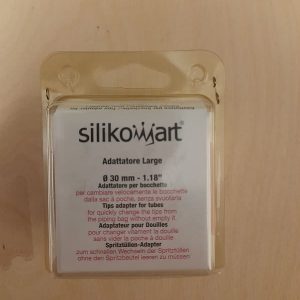 silikomart®
Adattatore Large
Ø 30 mm - 1.18"
Adattatore per bocchetto
per cambiare velocemente le bocchette
dalla sac à poche, senza svuotarla
Tips adapter for tubes
for quickly change the tips from
the piping bag without empty it
Adaptateur pour Douilles
pour changer vitament la douille
sans vider la poche à douille
Spritztüllen-Adapter
zum schnellen Wechseln der Spritztüllen
ohne den Spritzbeutel leeren zu müssen